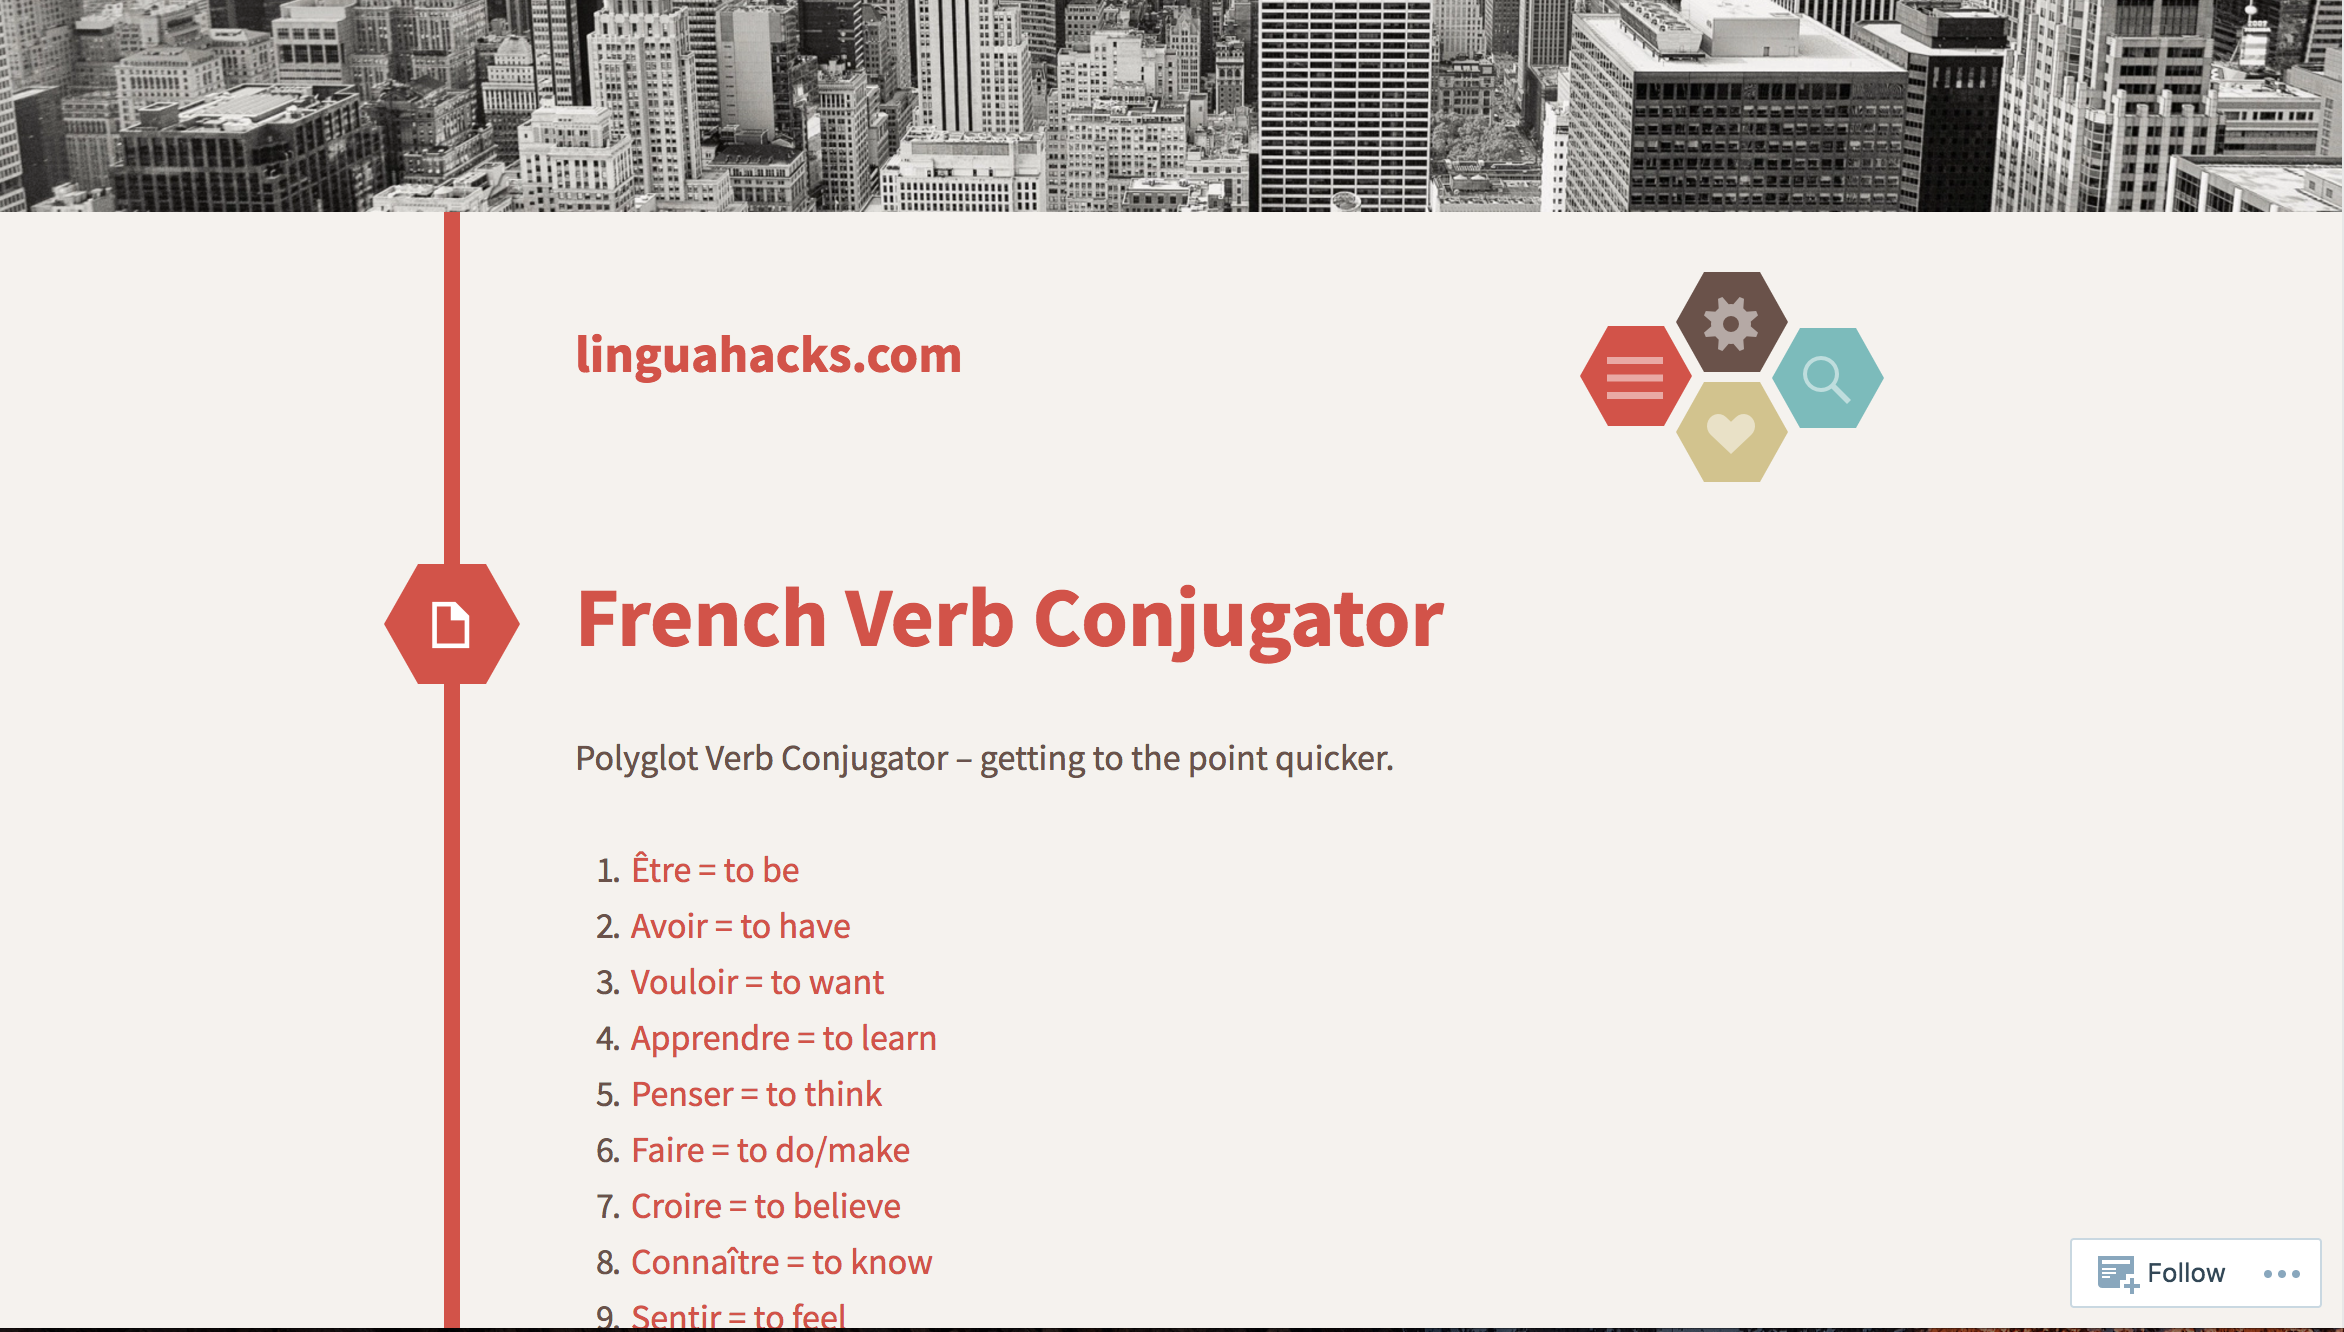 linguahacks.com
French Verb Conjugator
Polyglot Verb Conjugator – getting to the point quicker.
1. Être = to be
2. Avoir = to have
3. Vouloir = to want
4. Apprendre = to learn
5. Penser = to think
6. Faire = to do/make
7. Croire = to believe
8. Connaître = to know
9. Sentir = to feel
Follow